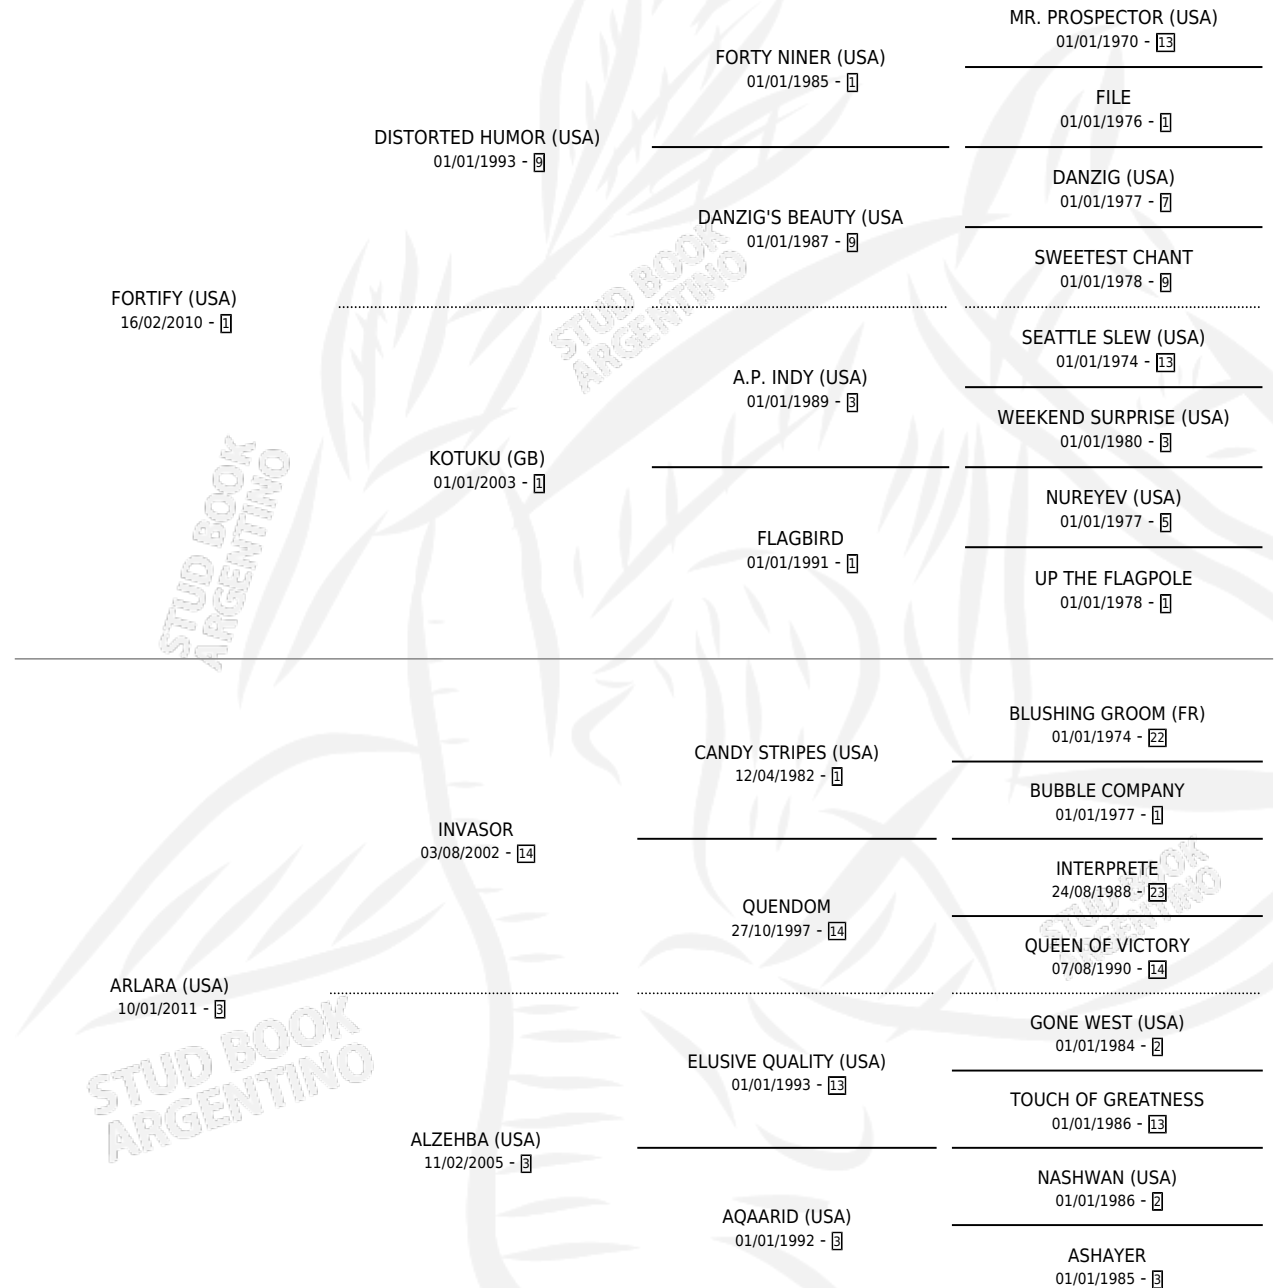 MR. PROSPECTOR (USA)
01/01/1970 - 13
FORTY NINER (USA)
01/01/1985 - 1
FILE
01/01/1976 - 1
DISTORTED HUMOR (USA)
01/01/1993 - 9
DANZIG (USA)
01/01/1977 - 7
DANZIG'S BEAUTY (USA
01/01/1987 - 9
SWEETEST CHANT
01/01/1978 - 9
FORTIFY (USA)
16/02/2010 - 1
STUD BOOK
ARGENTINO
SEATTLE SLEW (USA)
01/01/1974 - 13
A.P. INDY (USA)
01/01/1989 - 3
WEEKEND SURPRISE (USA)
01/01/1980 - 3
KOTUKU (GB)
01/01/2003 - 1
NUREYEV (USA)
01/01/1977 - 5
FLAGBIRD
01/01/1991 - 1
UP THE FLAGPOLE
01/01/1978 - 1
STUD BOOK
ARGENTINO
BLUSHING GROOM (FR)
01/01/1974 - 22
CANDY STRIPES (USA)
12/04/1982 - 1
BUBBLE COMPANY
01/01/1977 - 1
INVASOR
03/08/2002 - 14
INTERPRETE
24/08/1988 - 23
QUENDOM
27/10/1997 - 14
STUD BOOK
ARGENTINO
QUEEN OF VICTORY
07/08/1990 - 14
ARLARA (USA)
10/01/2011 - 3
STUD BOOK
ARGENTINO
GONE WEST (USA)
01/01/1984 - 2
ELUSIVE QUALITY (USA)
01/01/1993 - 13
TOUCH OF GREATNESS
01/01/1986 - 13
ALZEHBA (USA)
11/02/2005 - 3
NASHWAN (USA)
01/01/1986 - 2
AQAARID (USA)
01/01/1992 - 3
ASHAYER
01/01/1985 - 3